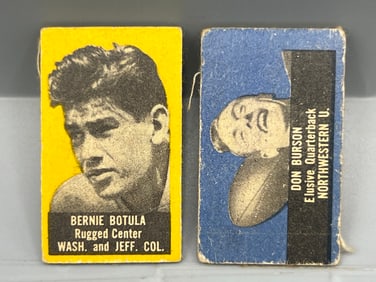 BERNIE BOTULA
Rugged Center
WASH. and JEFF. COL.
DON BURSON
Elusive Quarterback
NORTHWESTERN U.